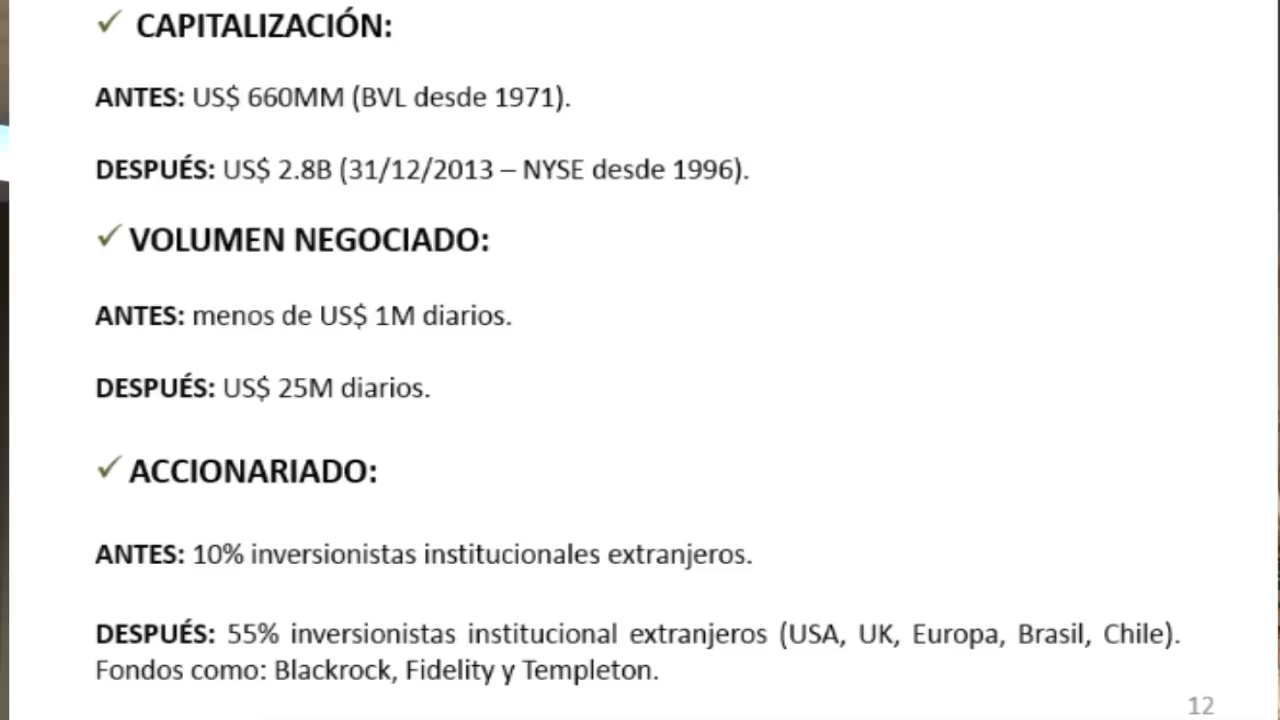 ✓ CAPITALIZACIÓN:
ANTES: US$ 660MM (BVL desde 1971).
DESPUÉS: US$ 2.8B (31/12/2013 – NYSE desde 1996).
✓ VOLUMEN NEGOCIADO:
ANTES: menos de US$ 1M diarios.
DESPUÉS: US$ 25M diarios.
✓ ACCIONARIADO:
ANTES: 10% inversionistas institucionales extranjeros.
DESPUÉS: 55% inversionistas institucional extranjeros (USA, UK, Europa, Brasil, Chile).
Fondos como: Blackrock, Fidelity y Templeton.
12